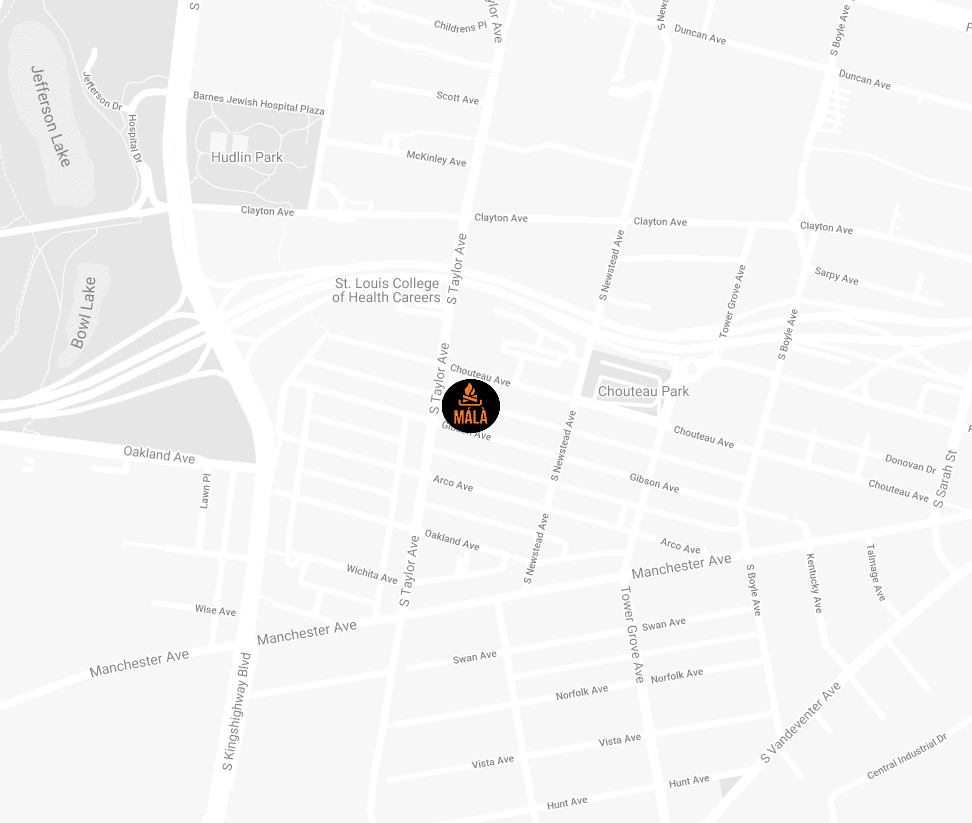 S
S Taylor Ave
S Newstead Ave
S Boyle Ave
F
Childrens Pl
Duncan Ave
Duncan Ave
Jefferson Lake
Jefferson Dr
Barnes Jewish Hospital Plaza
Scott Ave
Hospital Dr
Hudlin Park
McKinley Ave
Clayton Ave
Clayton Ave
Clayton Ave
Clayton Ave
S Taylor Ave
S Newstead Ave
Sarpy Ave
St. Louis College
of Health Careers
Bowl Lake
Tower Grove Ave
S Boyle Ave
S Taylor Ave
Chouteau Ave
MÁLÀ
Chouteau Park
Gibson Ave
S Newstead Ave
Chouteau Ave
Oakland Ave
Donovan Dr
S Sarah St
Lawn Pl
Arco Ave
Gibson Ave
Chouteau Ave
Oakland Ave
S Newstead Ave
Arco Ave
S Taylor Ave
Wichita Ave
Manchester Ave
S Boyle Ave
Kentucky Ave
Talmage Ave
Wise Ave
Manchester Ave
Tower Grove Ave
Swan Ave
Swan Ave
Manchester Ave
Norfolk Ave
Norfolk Ave
S Kingshighway Blvd
S Vandeventer Ave
Vista Ave
Vista Ave
Central Industrial Dr
Hunt Ave
Hunt Ave